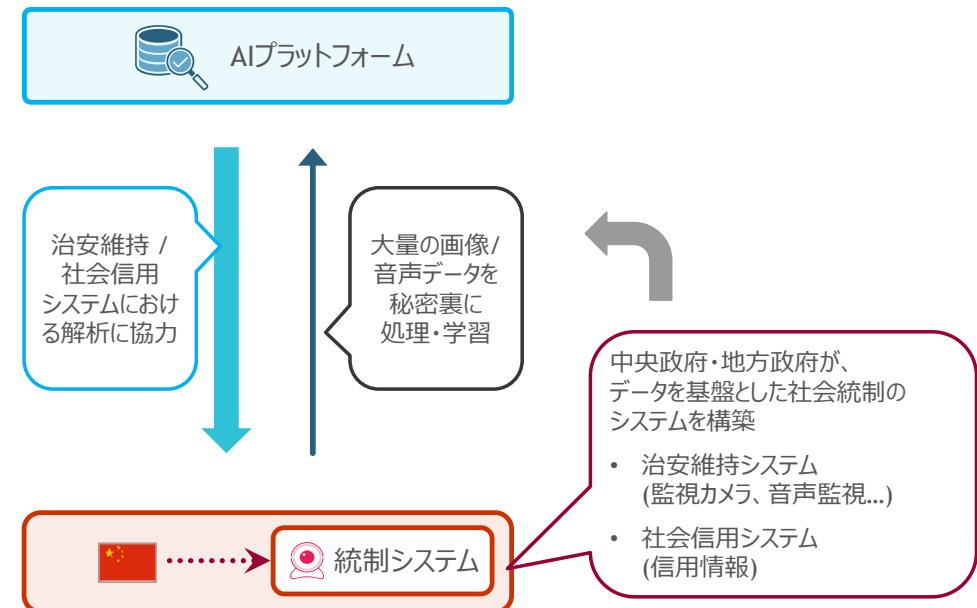 AIプラットフォーム
治安維持 /
社会信用
システムにおけ
る解析に協力
大量の画像/
音声データを
秘密裏に
処理・学習
中央政府・地方政府が、
データを基盤とした社会統制の
システムを構築
• 治安維持システム
(監視カメラ、音声監視...)
• 社会信用システム
(信用情報)
統制システム